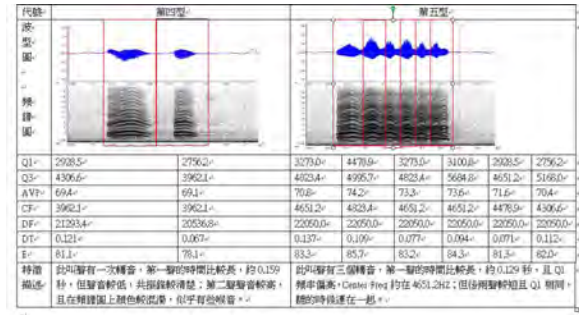 代號 第四型 第五型
波型圖
頻譜圖
Q1 2928.5 2756.2 3273.0 4478.9 3273.0 3100.8 2928.5 2756.2
Q3 4306.6 3962.1 4823.4 4995.7 4823.4 5684.8 4651.2 5168.0
AVP 69.4 69.1 70.8 74.2 73.3 73.6 71.6 70.4
CF 3962.1 3962.1 4651.2 4823.4 4651.2 4651.2 4478.9 4306.6
DF 21293.4 20536.8 22050.0 22050.0 22050.0 22050.0 22050.0 22050.0
DT 0.121 0.067 0.137 0.109 0.077 0.094 0.071 0.112
E 81.1 78.1 83.3 85.7 83.2 84.3 81.3 82.0
特徵描述
此叫聲有一次轉音,第一聲的時間比較長,約 0.159
秒,但聲音較低,共振線較清楚;第二聲聲音較高,
且在頻譜圖上顏色較混濁,似乎有些噪音。
此叫聲有三個轉音,第一聲的時間比較長,約 0.129 秒,且 Q1
頻率偏高,Center Freq 約在 4651.2HZ;但後兩聲較短且 Q1 較同,
聽的時候連在一起。